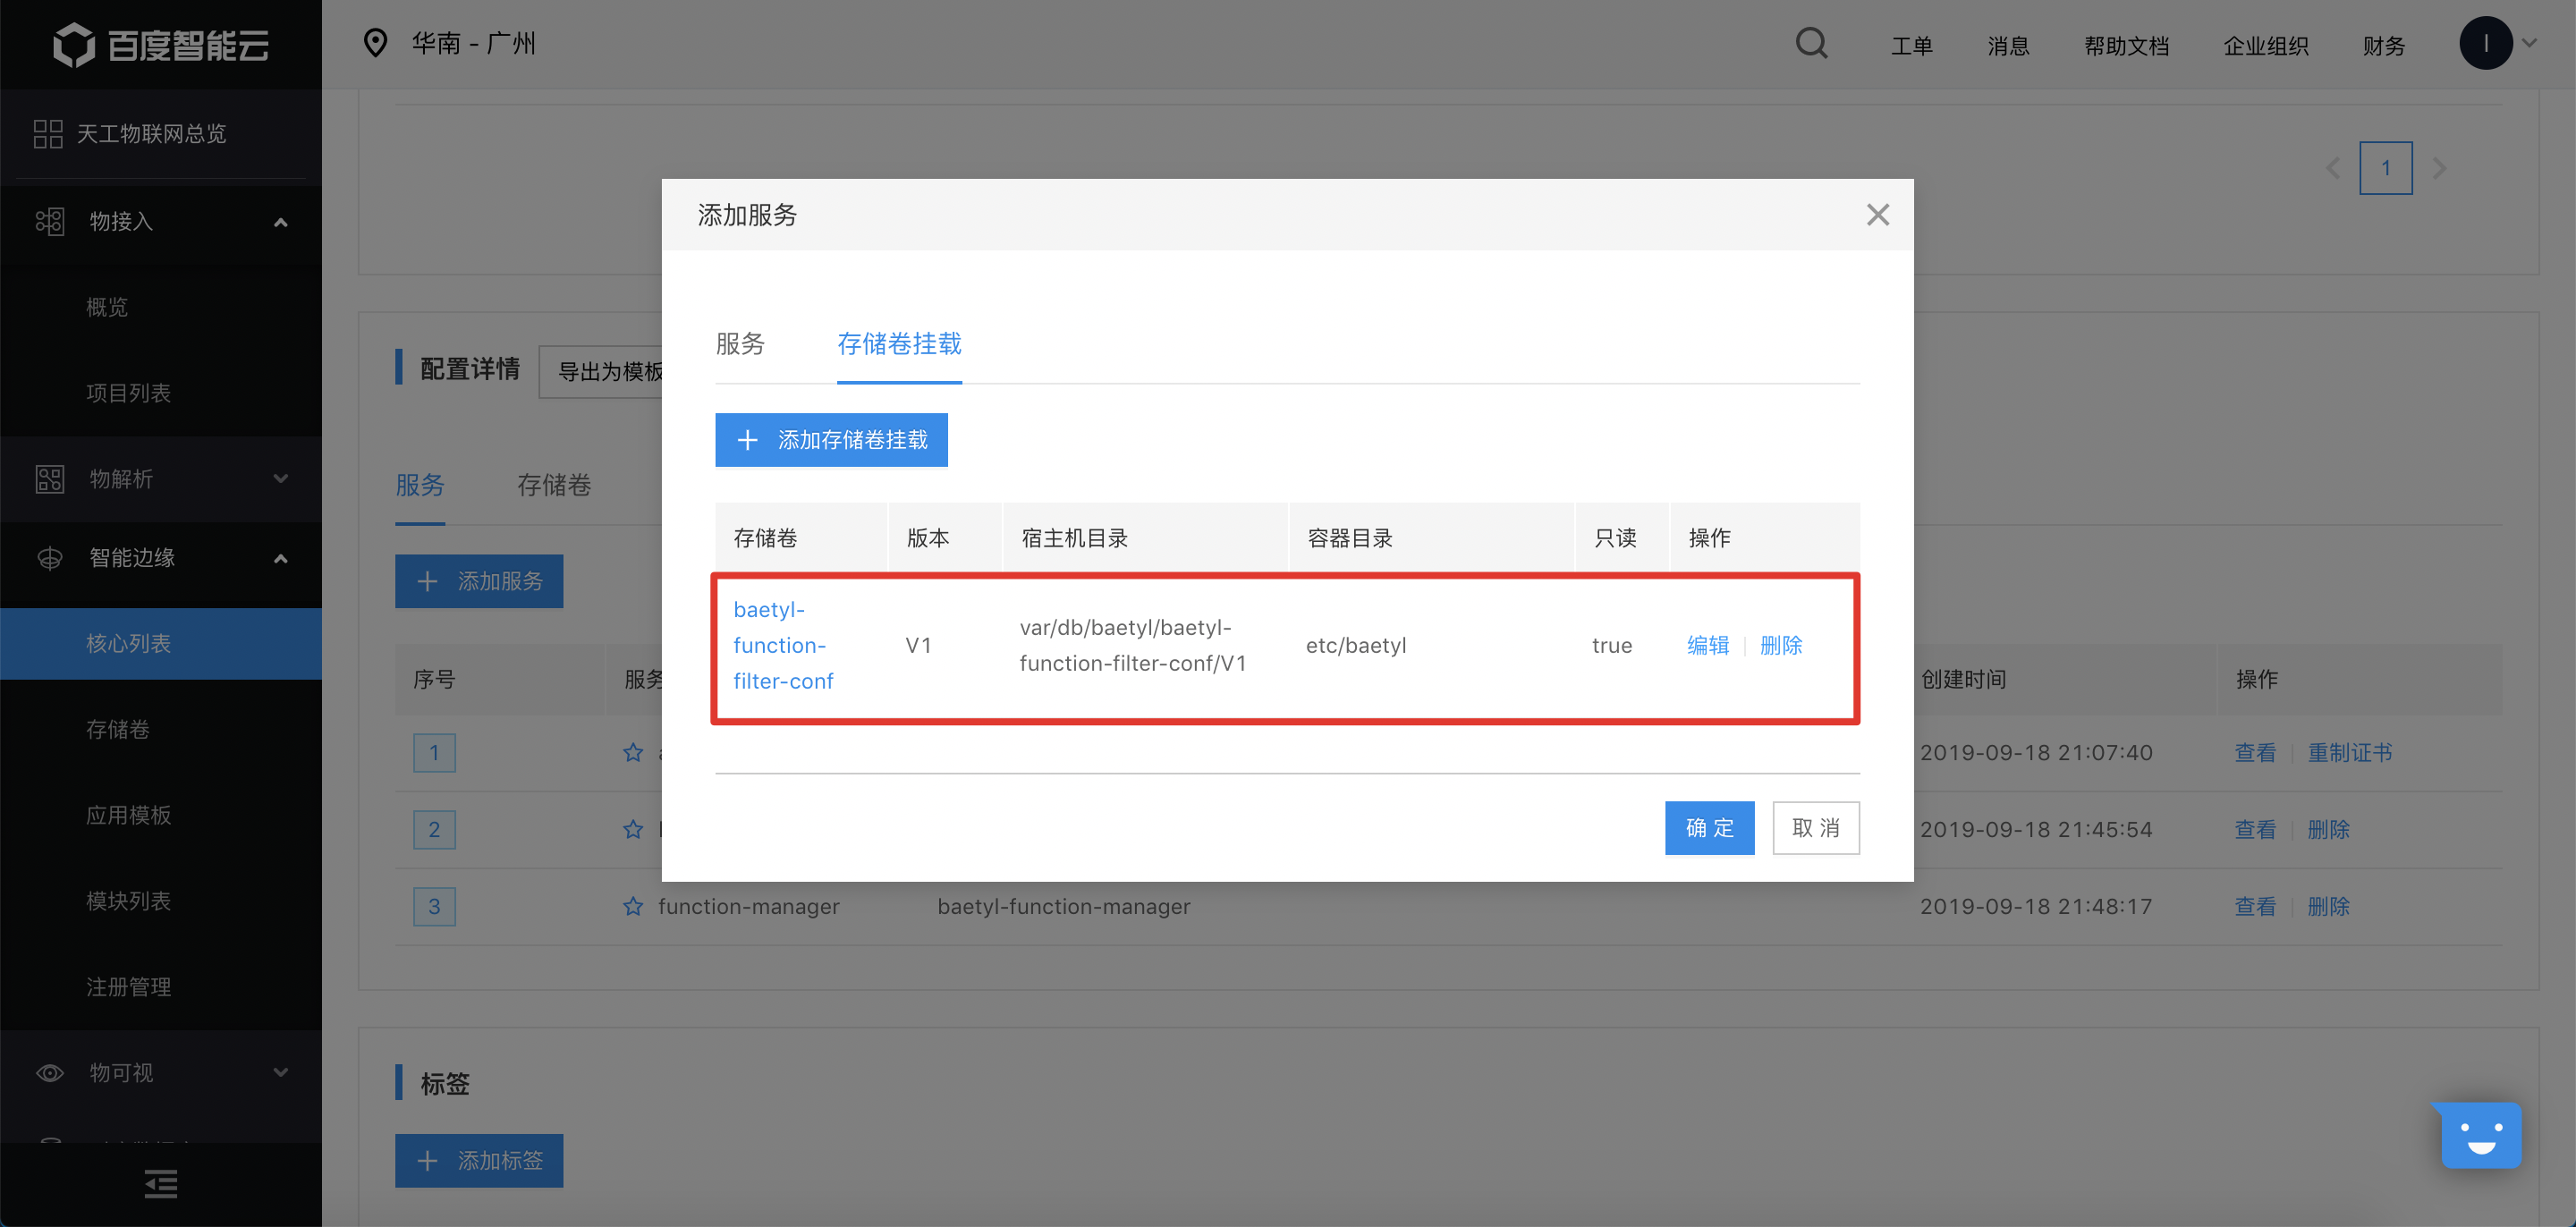 百度智能云
华南 - 广州
工单
消息
帮助文档
企业组织
财务
I
天工物联网总览
物接入
概览
项目列表
物解析
智能边缘
核心列表
存储卷
应用模板
模块列表
注册管理
物可视
1
配置详情
导出为模板
服务
存储卷
添加服务
序号
服务
创建时间
操作
1
2019-09-18 21:07:40
查看
重制证书
2
2019-09-18 21:45:54
查看
删除
3
function-manager
baetyl-function-manager
2019-09-18 21:48:17
查看
删除
标签
添加标签
添加服务
服务
存储卷挂载
添加存储卷挂载
存储卷
版本
宿主机目录
容器目录
只读
操作
baetyl-
function-
filter-conf
V1
var/db/baetyl/baetyl-
function-filter-conf/V1
etc/baetyl
true
编辑
删除
确定
取消